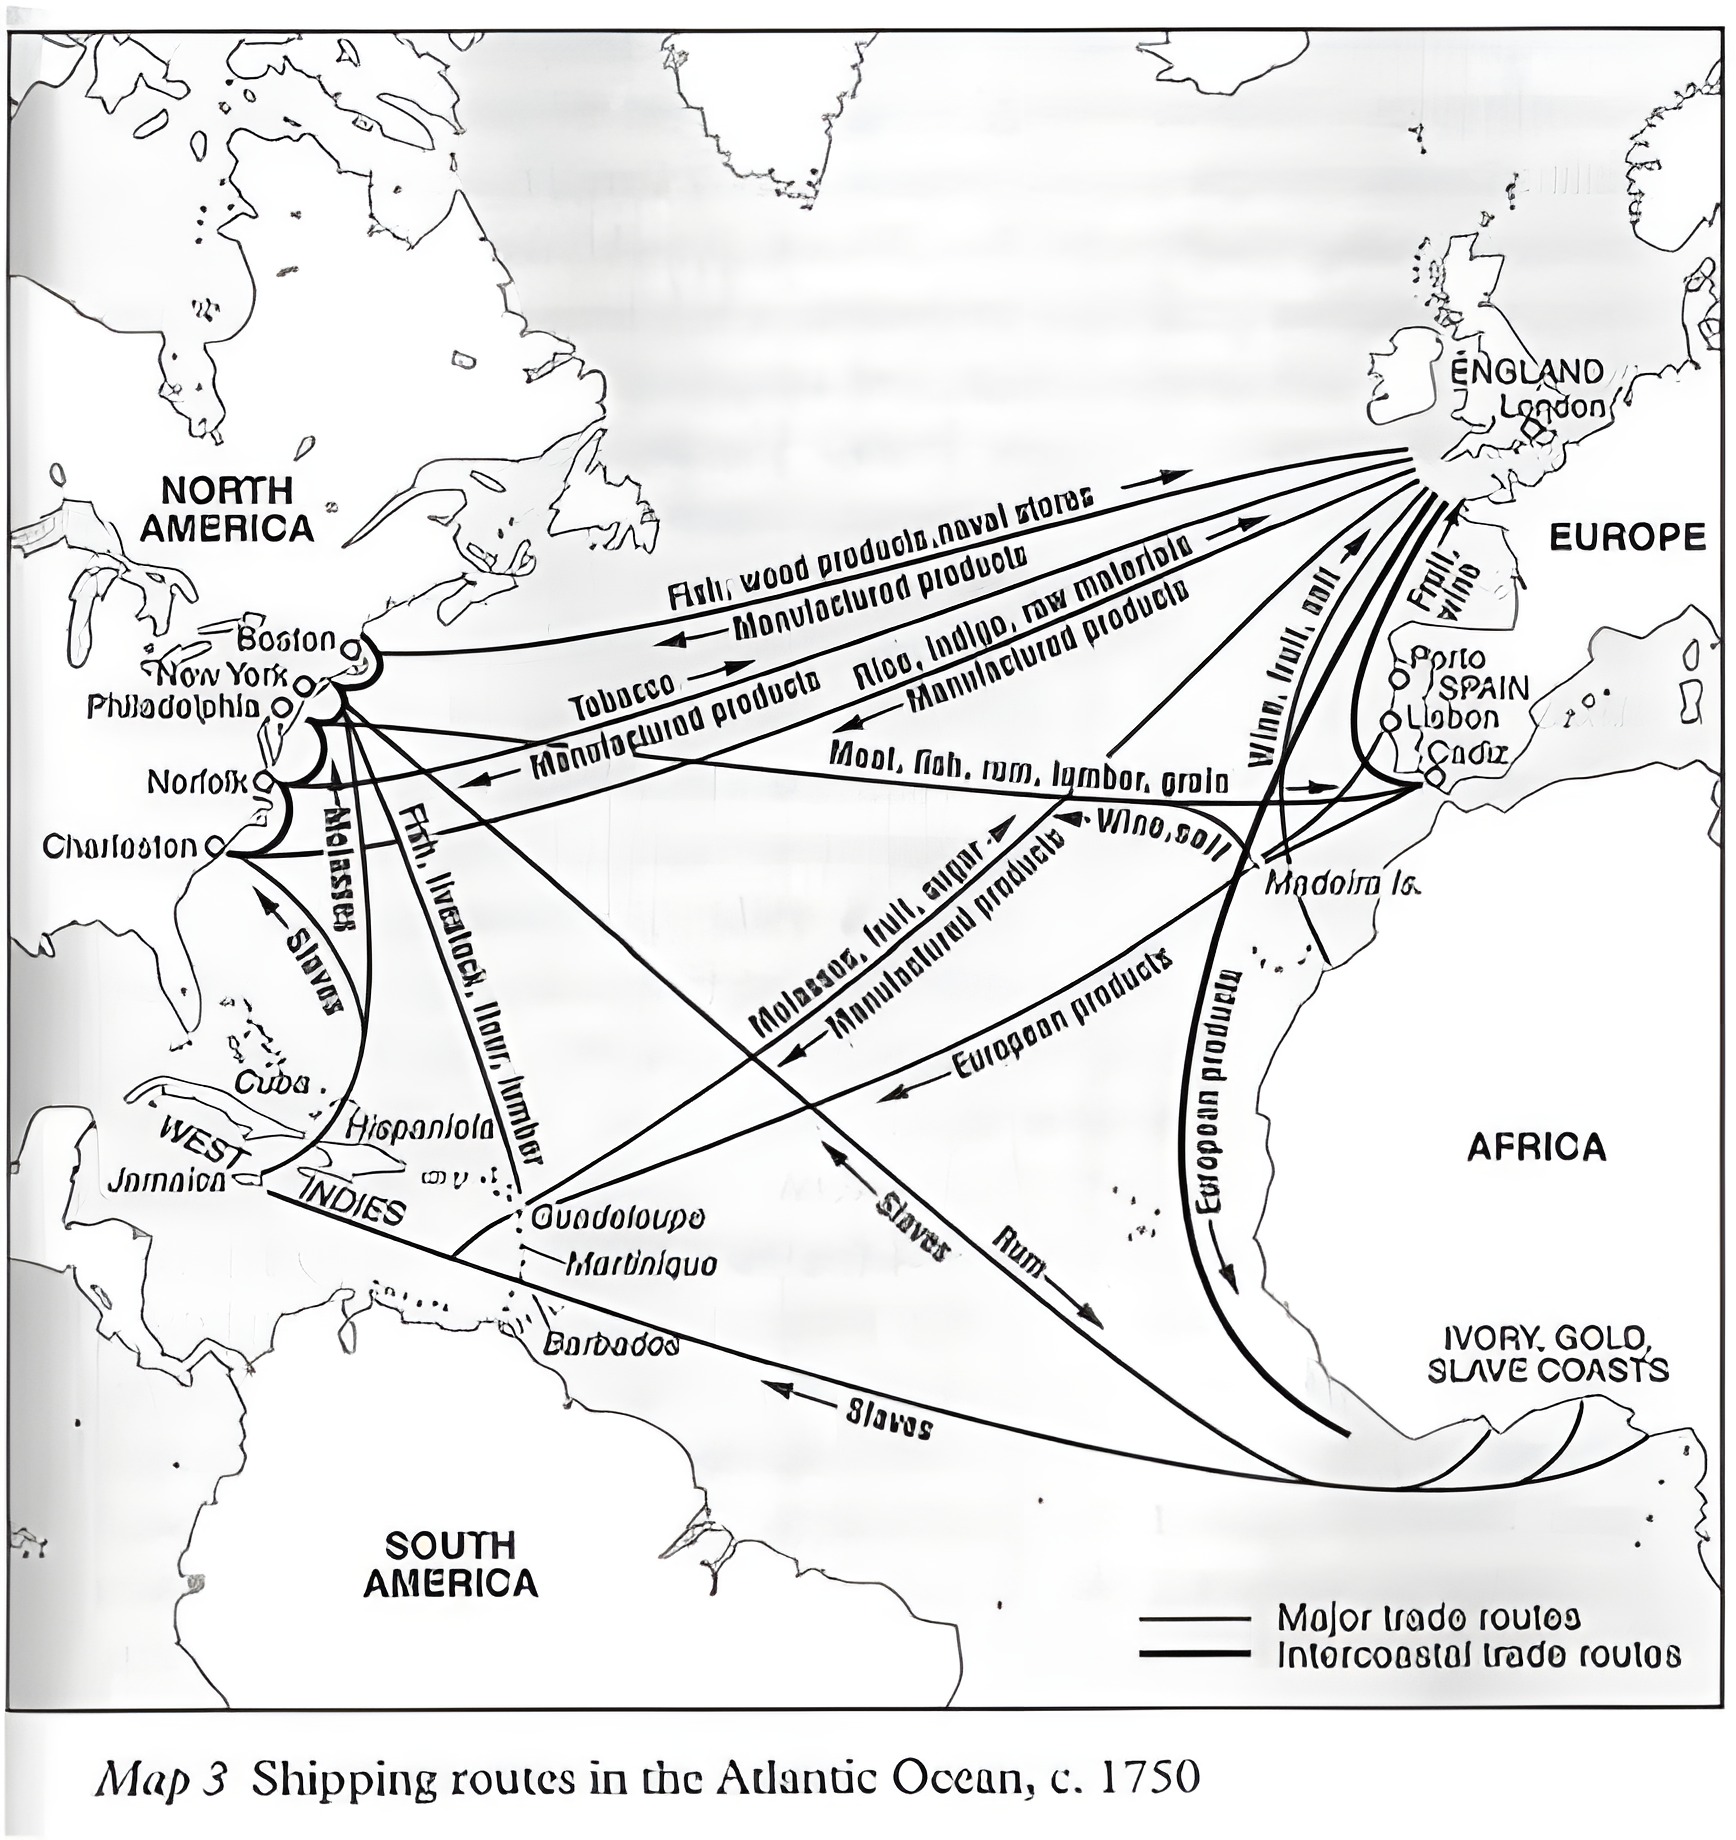 NORTH
AMERICA
ENGLAND
London
EUROPE
Fish, wood products, naval stores
Manufactured products
Tobacco
Manufactured products
Rice, indigo, raw materials
Manufactured products
Wine, fruit, salt
Fruit,
wine
Boston
New York
Philadelphia
Norfolk
Charleston
Porto
SPAIN
Lisbon
Cadiz
Meat, fish, rum, lumber, grain
Wine, salt
Madeira Is.
Molasses
Fish, livestock, flour, lumber
Slaves
Molasses, fruit, sugar
Manufactured products
European products
European products
Cuba
Hispaniola
WEST
INDIES
Jamaica
Guadeloupe
Martinique
Barbados
AFRICA
Slaves
Rum
Slaves
IVORY, GOLD,
SLAVE COASTS
SOUTH
AMERICA
Major trade routes
Intercoastal trade routes
Map 3 Shipping routes in the Atlantic Ocean, c. 1750